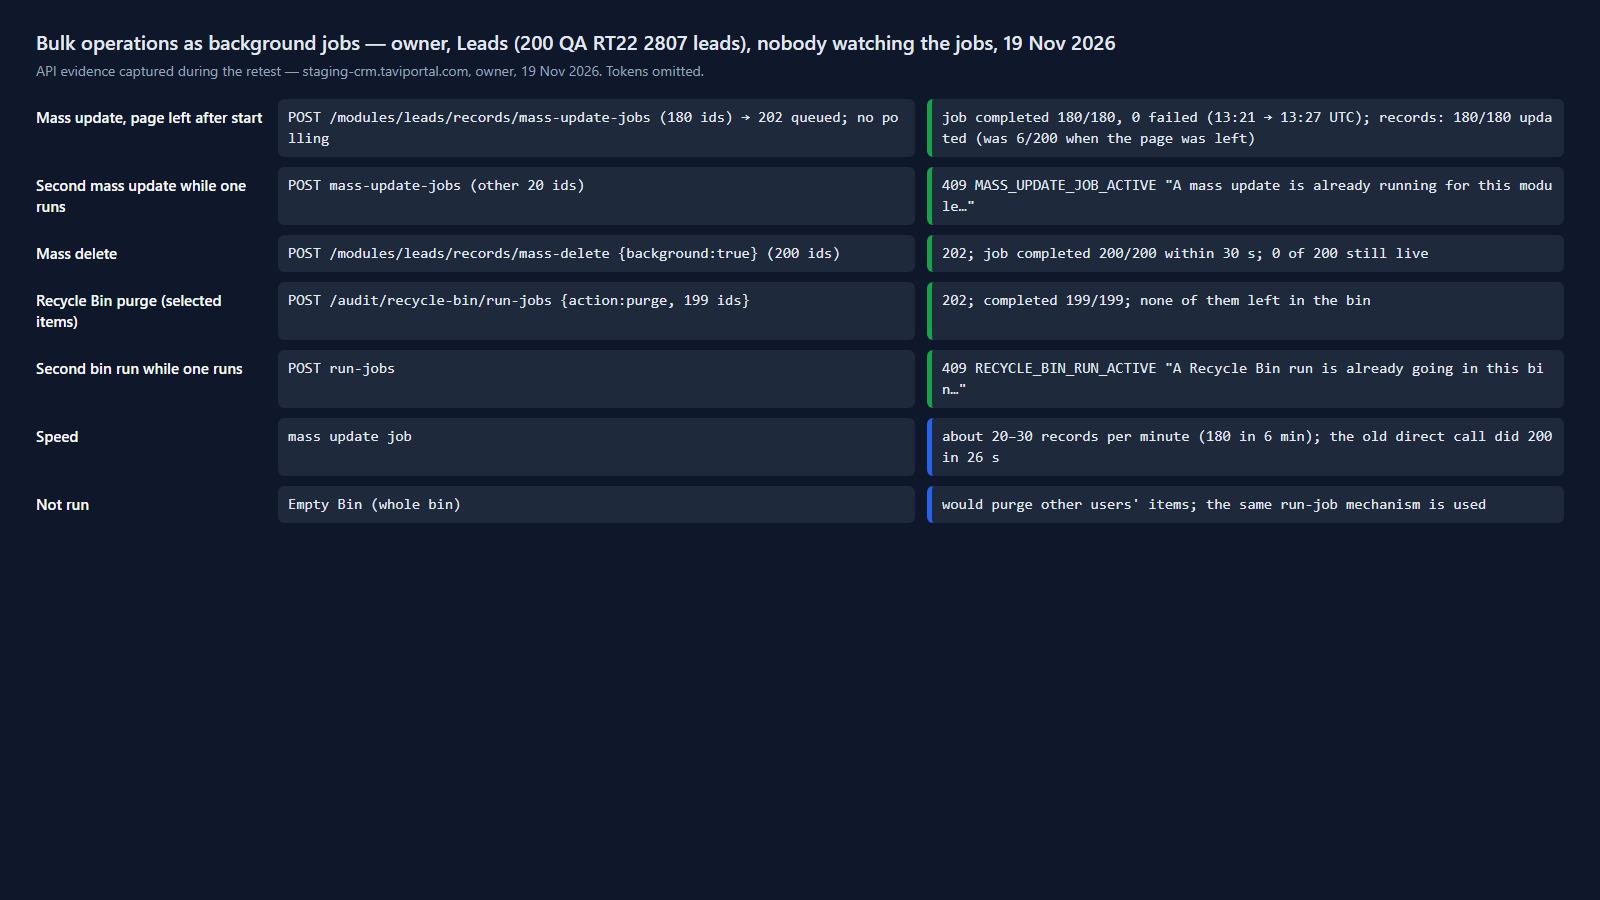 Bulk operations as background jobs — owner, Leads (200 QA RT22 2807 leads), nobody watching the jobs, 19 Nov 2026
API evidence captured during the retest — staging-crm.taviportal.com, owner, 19 Nov 2026. Tokens omitted.
Mass update, page left after start
POST /modules/leads/records/mass-update-jobs (180 ids) → 202 queued; no po
lling
job completed 180/180, 0 failed (13:21 → 13:27 UTC); records: 180/180 upda
ted (was 6/200 when the page was left)
Second mass update while one
runs
POST mass-update-jobs (other 20 ids)
409 MASS_UPDATE_JOB_ACTIVE "A mass update is already running for this modu
le…"
Mass delete
POST /modules/leads/records/mass-delete {background:true} (200 ids)
202; job completed 200/200 within 30 s; 0 of 200 still live
Recycle Bin purge (selected
items)
POST /audit/recycle-bin/run-jobs {action:purge, 199 ids}
202; completed 199/199; none of them left in the bin
Second bin run while one runs
POST run-jobs
409 RECYCLE_BIN_RUN_ACTIVE "A Recycle Bin run is already going in this bi
n…"
Speed
mass update job
about 20–30 records per minute (180 in 6 min); the old direct call did 200
in 26 s
Not run
Empty Bin (whole bin)
would purge other users' items; the same run-job mechanism is used